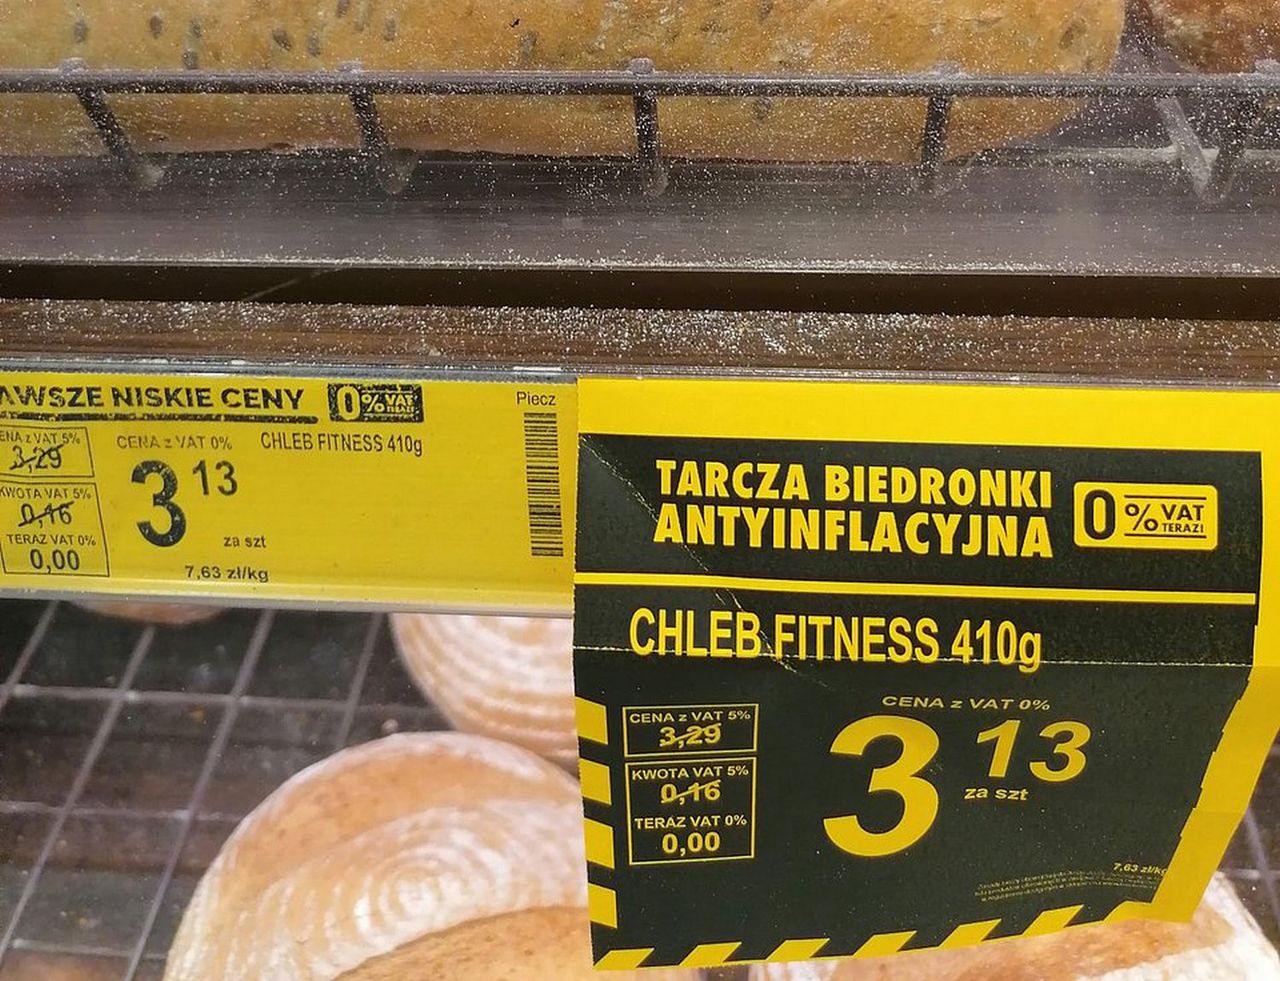 AWSZE NISKIE CENY
0% VAT TERAZ!
Piecz
ENA z VAT 5%
3,29
KWOTA VAT 5%
0,16
TERAZ VAT 0%
0,00
CENA z VAT 0%
CHLEB FITNESS 410g
3 13
za szt
7,63 zł/kg
TARCZA BIEDRONKI
ANTYINFLACYJNA
0% VAT TERAZ!
CHLEB FITNESS 410g
CENA z VAT 0%
CENA z VAT 5%
3,29
KWOTA VAT 5%
0,16
TERAZ VAT 0%
0,00
3 13
za szt
7,63 zł/kg